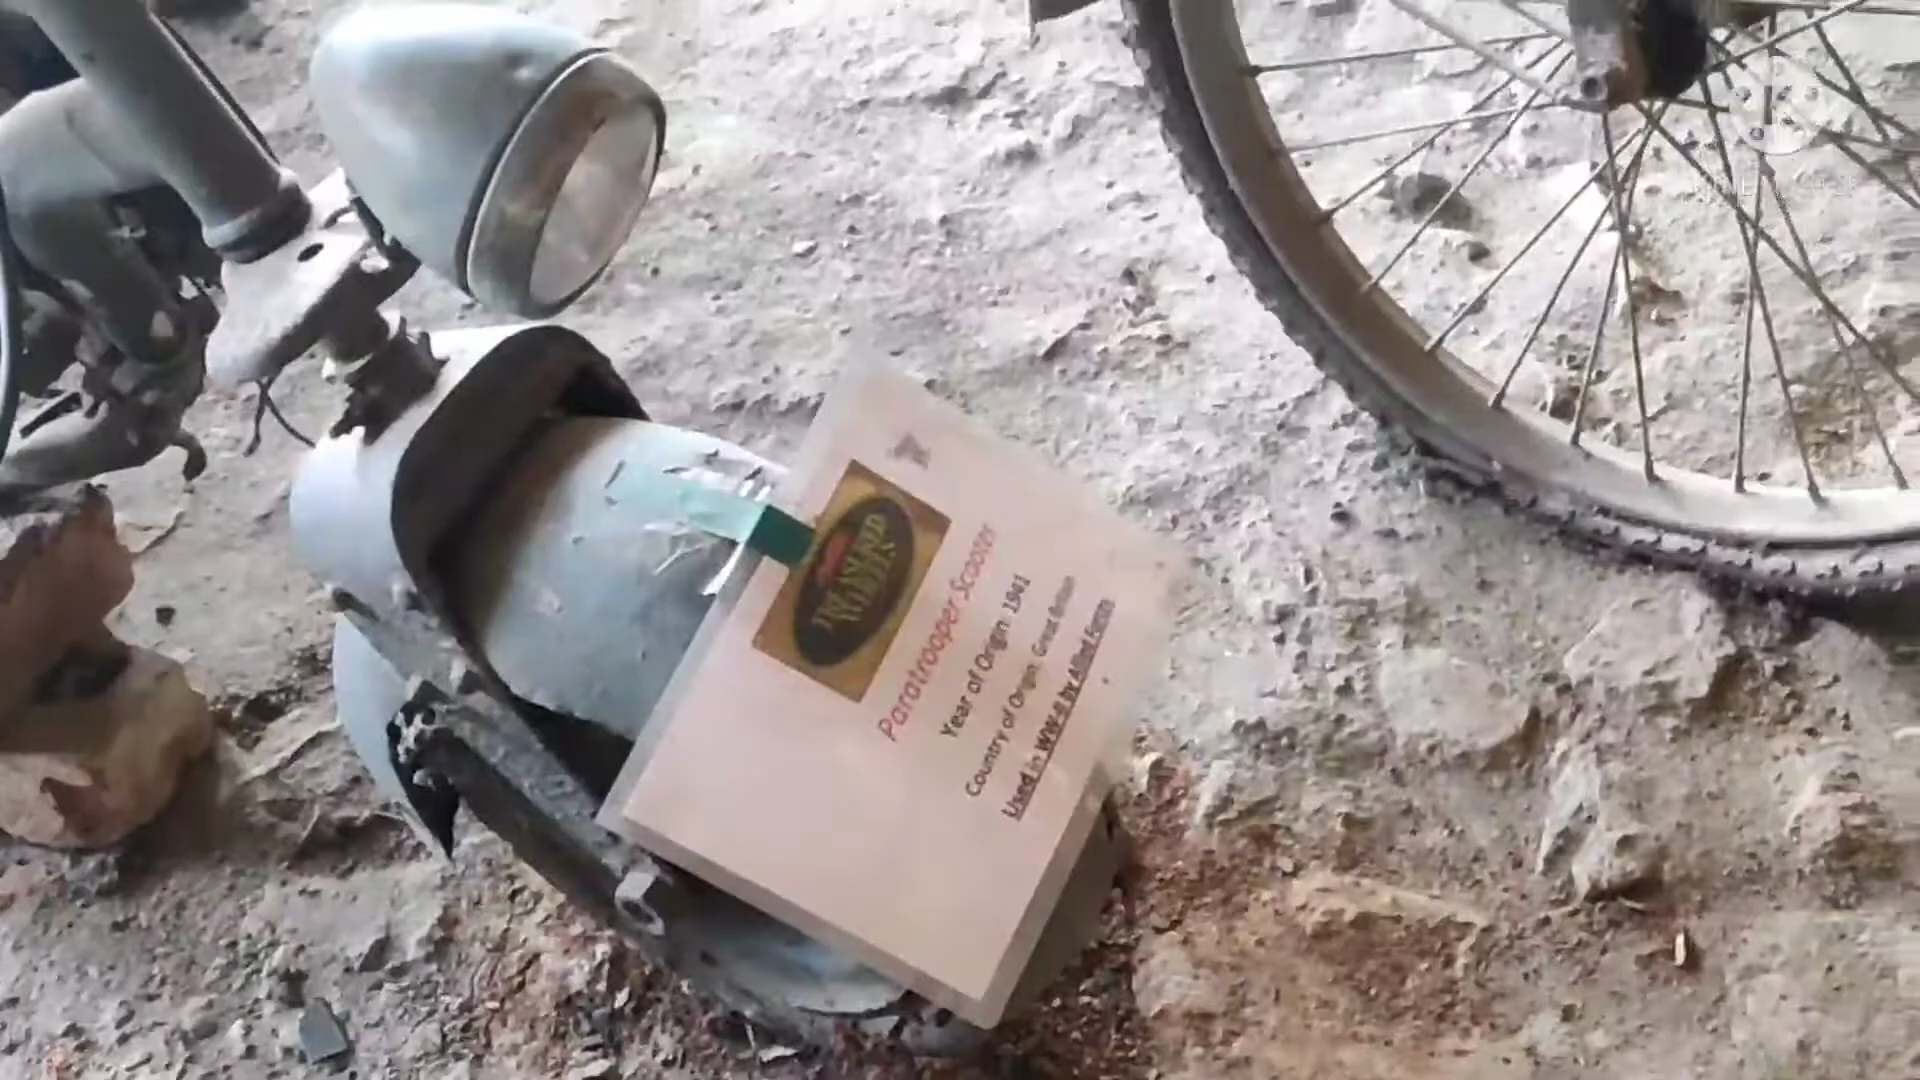 Paratrooper Scooter
Year of Origin 1941
Country of Origin Great Britain
Used in WW-II by Allied Forces